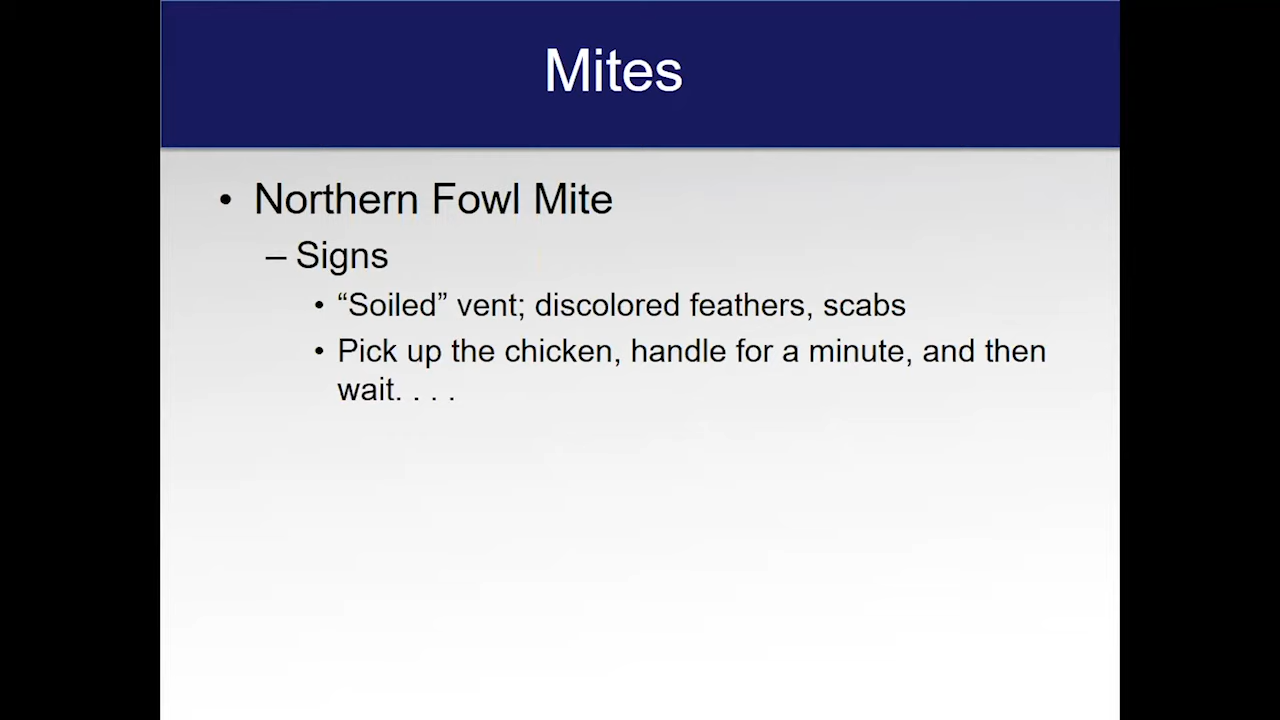 Mites
• Northern Fowl Mite
– Signs
• “Soiled” vent; discolored feathers, scabs
• Pick up the chicken, handle for a minute, and then
wait. . . .